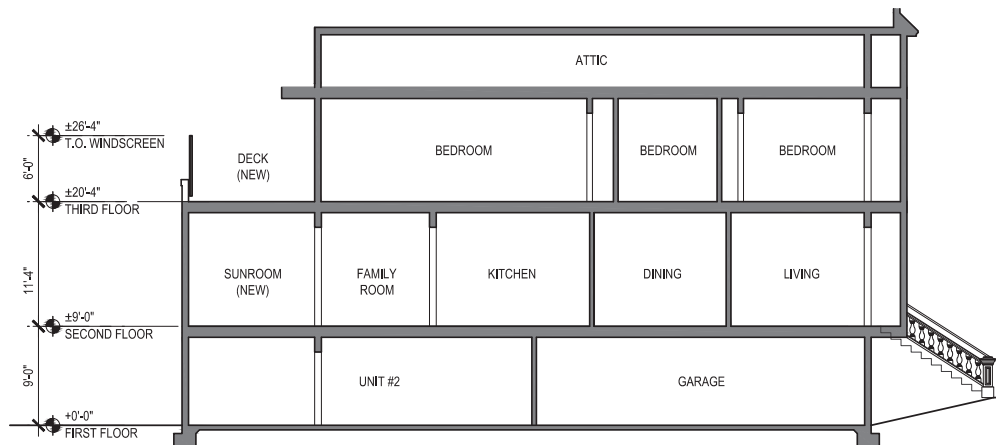 ATTIC
±26'-4"
T.O. WINDSCREEN
6'-0"
DECK
(NEW)
BEDROOM
BEDROOM
BEDROOM
±20'-4"
THIRD FLOOR
11'-4"
SUNROOM
(NEW)
FAMILY
ROOM
KITCHEN
DINING
LIVING
±9'-0"
SECOND FLOOR
9'-0"
UNIT #2
GARAGE
+0'-0"
FIRST FLOOR